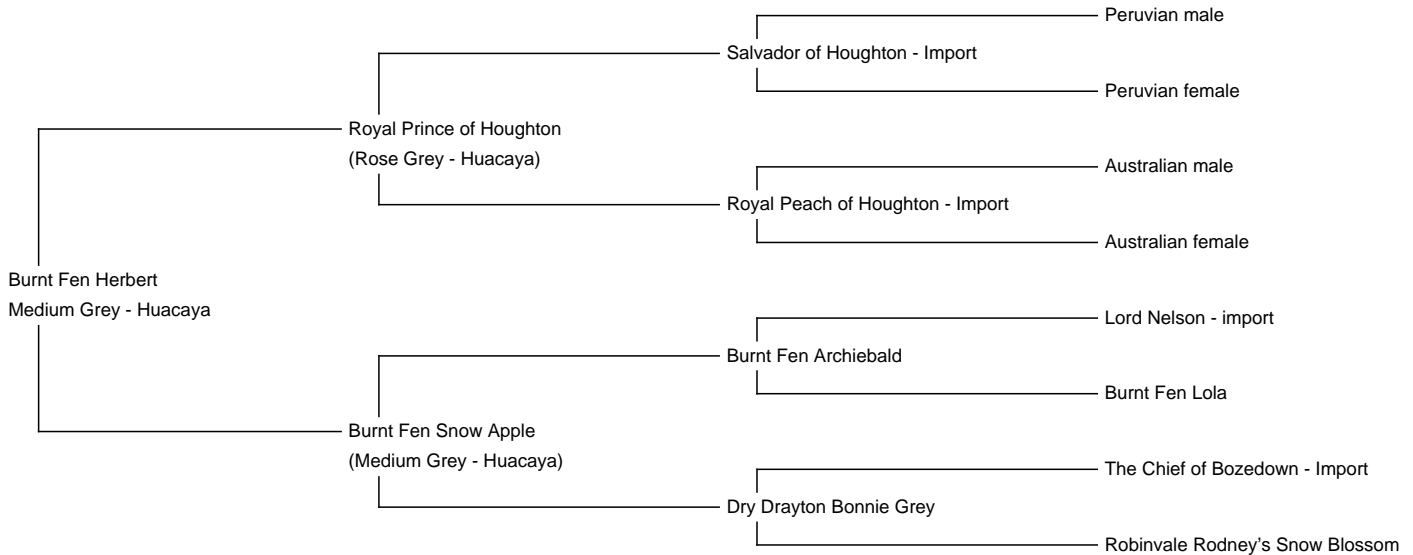 Peruvian male
Salvador of Houghton - Import
Peruvian female
Royal Prince of Houghton
(Rose Grey - Huacaya)
Australian male
Royal Peach of Houghton - Import
Australian female
Burnt Fen Herbert
Medium Grey - Huacaya
Lord Nelson - import
Burnt Fen Archiebald
Burnt Fen Lola
Burnt Fen Snow Apple
(Medium Grey - Huacaya)
The Chief of Bozedown - Import
Dry Drayton Bonnie Grey
Robinvale Rodney's Snow Blossom